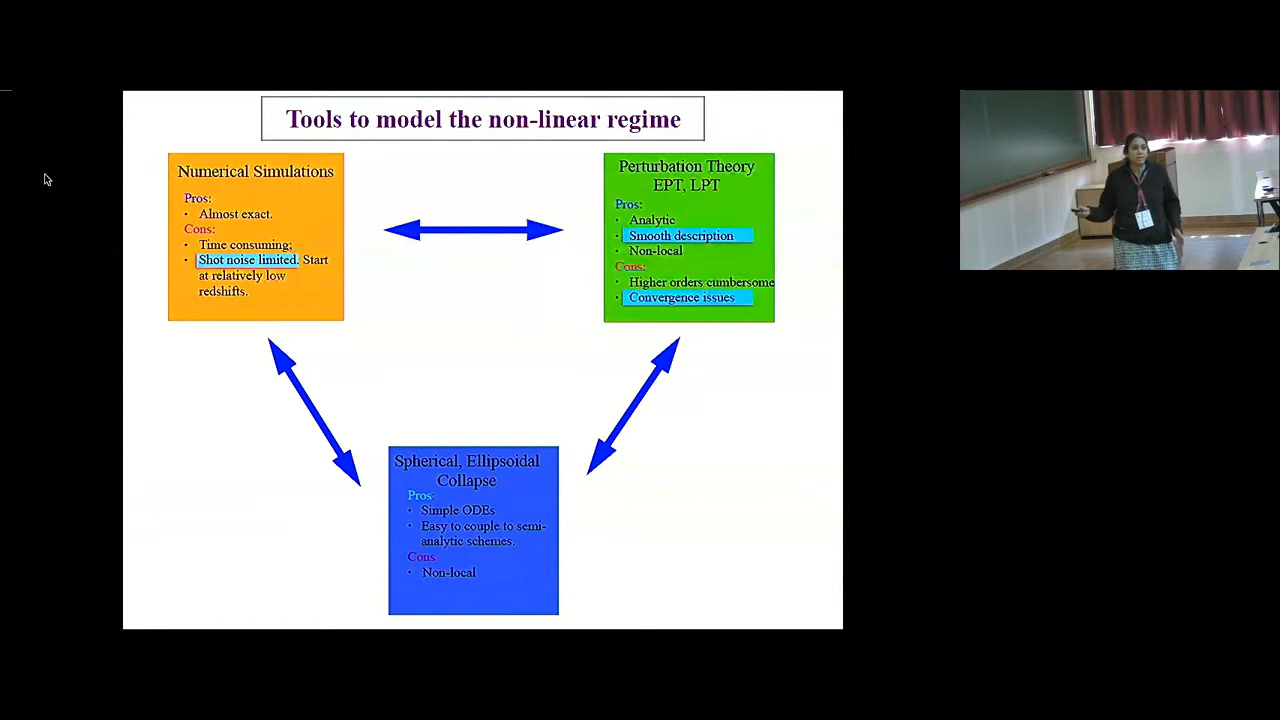 Tools to model the non-linear regime
Numerical Simulations
Pros:
• Almost exact.
Cons:
• Time consuming;
• Shot noise limited. Start
at relatively low
redshifts.
Perturbation Theory
EPT, LPT
Pros:
• Analytic
• Smooth description
• Non-local
Cons:
• Higher orders cumbersome
• Convergence issues
Spherical, Ellipsoidal
Collapse
Pros:
• Simple ODEs
• Easy to couple to semi-
analytic schemes.
Cons
• Non-local